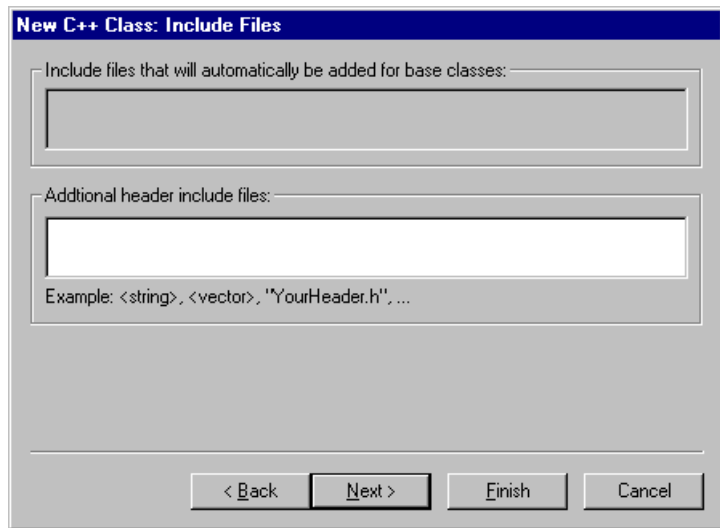 New C++ Class: Include Files
Include files that will automatically be added for base classes:
Addtional header include files:
Example: <string>, <vector>, "YourHeader.h", ...
< Back
Next >
Finish
Cancel